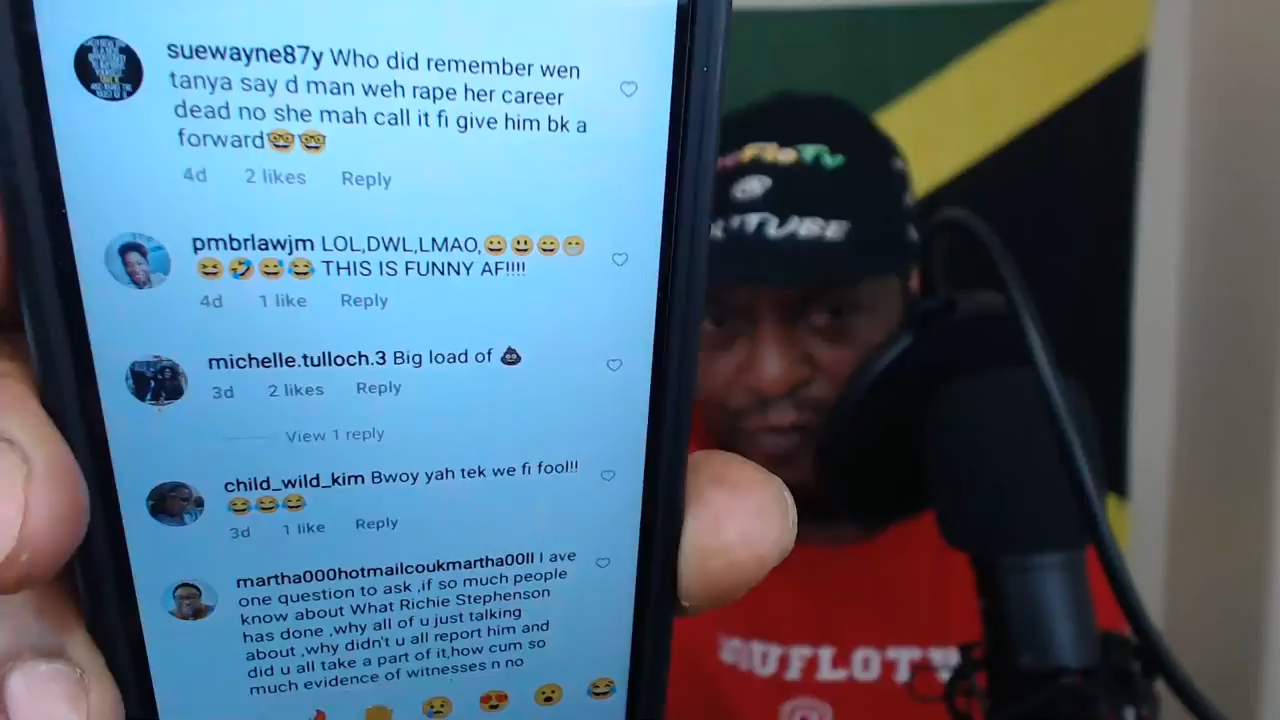 suewayne87y Who did remember wen
tanya say d man weh rape her career
dead no she mah call it fi give him bk a
forward🤓🤓
4d 2 likes Reply
pmbrlawjm LOL,DWL,LMAO,😀😃😄😁
😆🤣😅😂 THIS IS FUNNY AF!!!!
4d 1 like Reply
michelle.tulloch.3 Big load of 💩
3d 2 likes Reply
View 1 reply
child_wild_kim Bwoy yah tek we fi fool!!
😂😂😂
3d 1 like Reply
martha000hotmailcoukmartha00ll I ave
one question to ask ,if so much people
know about What Richie Stephenson
has done ,why all of u just talking
about ,why didn't u all report him and
did u all take a part of it,how cum so
much evidence of witnesses n no